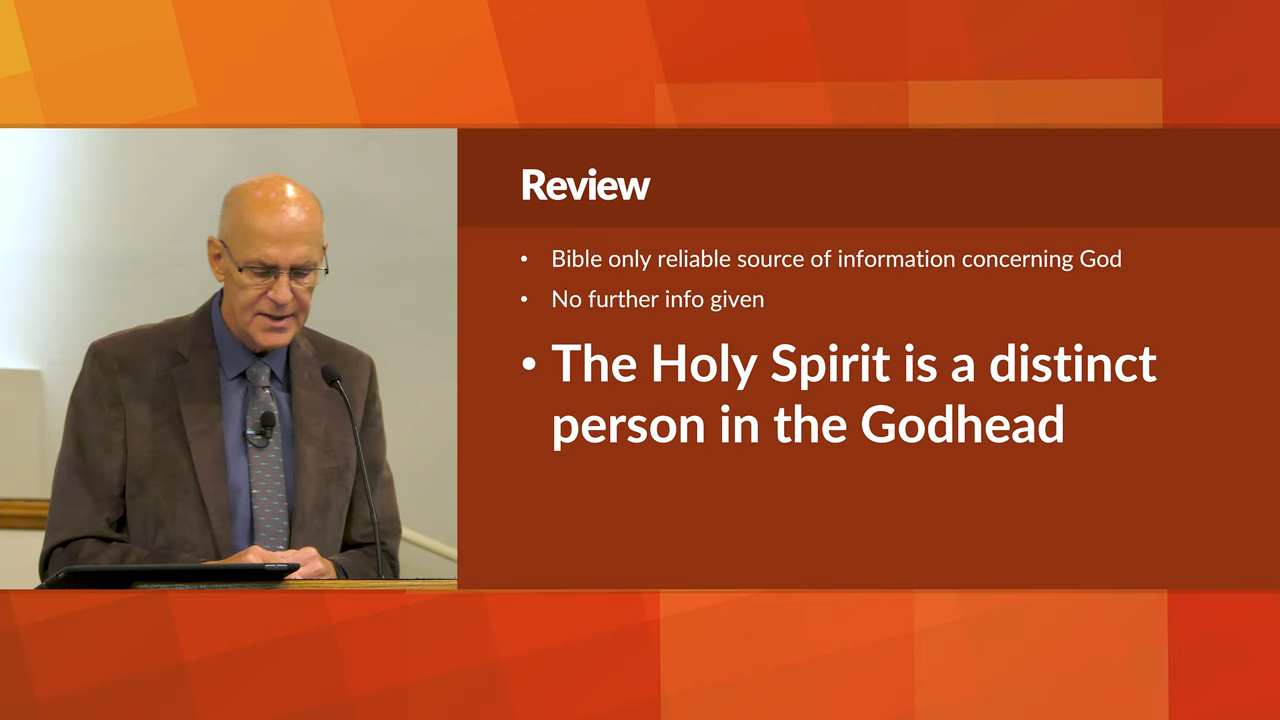 Review
• Bible only reliable source of information concerning God
• No further info given
• The Holy Spirit is a distinct
person in the Godhead